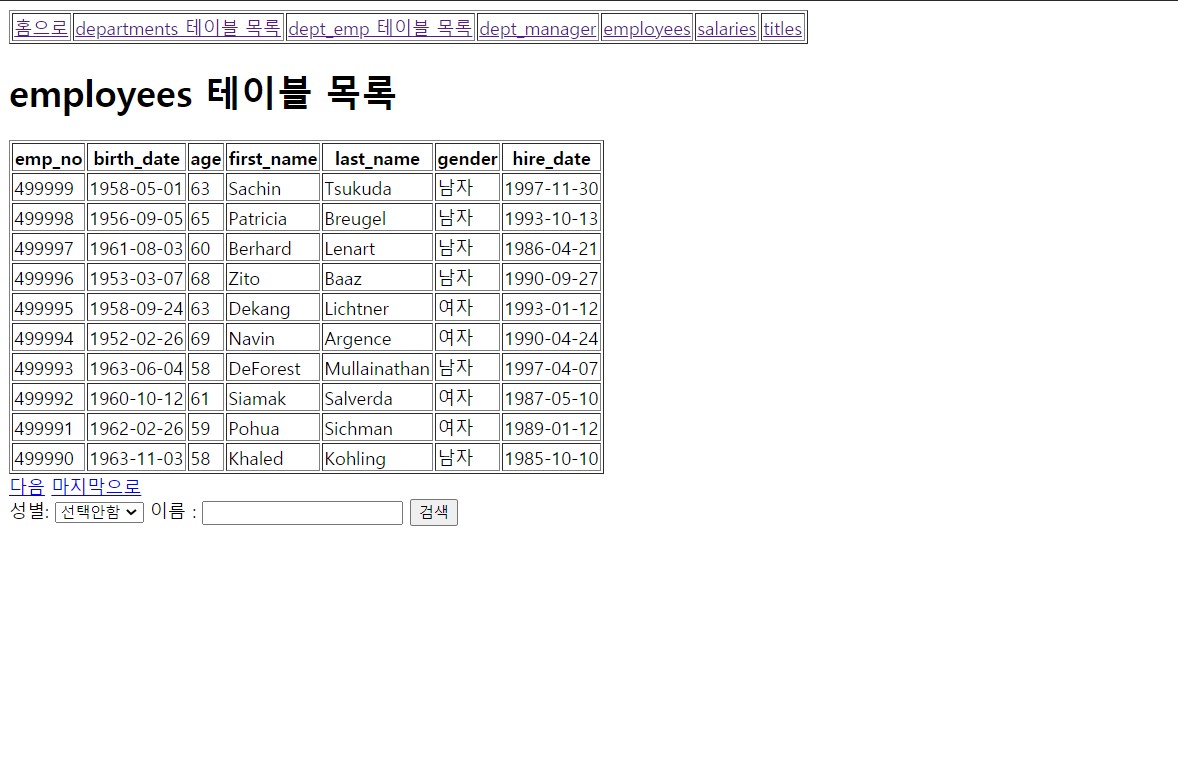 홈으로 departments 테이블 목록 dept_emp 테이블 목록 dept_manager employees salaries titles
employees 테이블 목록
emp_no birth_date age first_name last_name gender hire_date
499999 1958-05-01 63 Sachin Tsukuda 남자 1997-11-30
499998 1956-09-05 65 Patricia Breugel 남자 1993-10-13
499997 1961-08-03 60 Berhard Lenart 남자 1986-04-21
499996 1953-03-07 68 Zito Baaz 남자 1990-09-27
499995 1958-09-24 63 Dekang Lichtner 여자 1993-01-12
499994 1952-02-26 69 Navin Argence 여자 1990-04-24
499993 1963-06-04 58 DeForest Mullainathan 남자 1997-04-07
499992 1960-10-12 61 Siamak Salverda 여자 1987-05-10
499991 1962-02-26 59 Pohua Sichman 여자 1989-01-12
499990 1963-11-03 58 Khaled Kohling 남자 1985-10-10
다음 마지막으로
성별: 선택안함 이름 : 검색